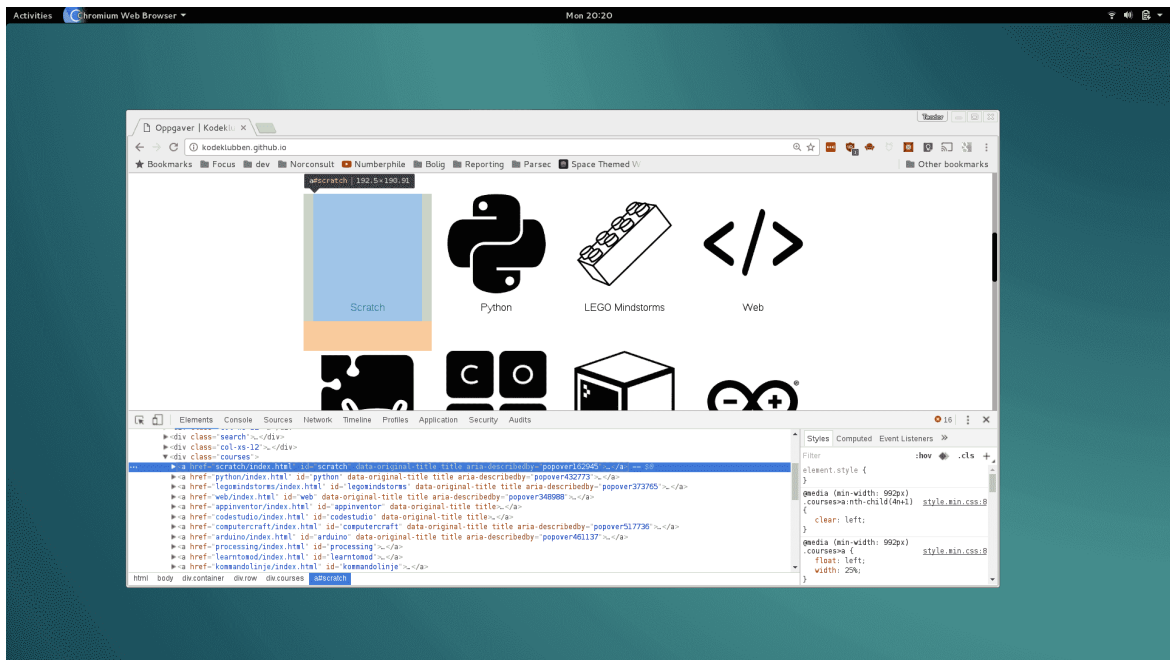 Activities Chromium Web Browser Mon 20:20
Oppgaver | Kodeklu
kodeklubben.github.io
Bookmarks Focus dev Norconsult Numberphile Bolig Reporting Parsec Space Themed W Other bookmarks
a#scratch | 192.5×190.91
Scratch Python LEGO Mindstorms Web
</>
C O
Elements Console Sources Network Timeline Profiles Application Security Audits 16
<div class="search">…</div>
<div class="col-xs-12">…</div>
<div class="courses">
<a href="scratch/index.html" id="scratch" data-original-title title aria-describedby="popover162945">…</a> == $0
<a href="python/index.html" id="python" data-original-title title aria-describedby="popover432773">…</a>
<a href="legomindstorms/index.html" id="legomindstorms" data-original-title title aria-describedby="popover373765">…</a>
<a href="web/index.html" id="web" data-original-title title aria-describedby="popover348988">…</a>
<a href="appinventor/index.html" id="appinventor" data-original-title title>…</a>
<a href="codestudio/index.html" id="codestudio" data-original-title title>…</a>
<a href="computercraft/index.html" id="computercraft" data-original-title title aria-describedby="popover517736">…</a>
<a href="arduino/index.html" id="arduino" data-original-title title aria-describedby="popover461137">…</a>
<a href="processing/index.html" id="processing">…</a>
<a href="learntomod/index.html" id="learntomod">…</a>
<a href="kommandolinje/index.html" id="kommandolinje">…</a>
html body div.container div.row div.courses a#scratch
Styles Computed Event Listeners »
Filter :hov .cls +
element.style {
}
@media (min-width: 992px)
.courses>a:nth-child(4n+1) style.min.css:8
{
clear: left;
}
@media (min-width: 992px)
.courses>a { style.min.css:8
float: left;
width: 25%;
}